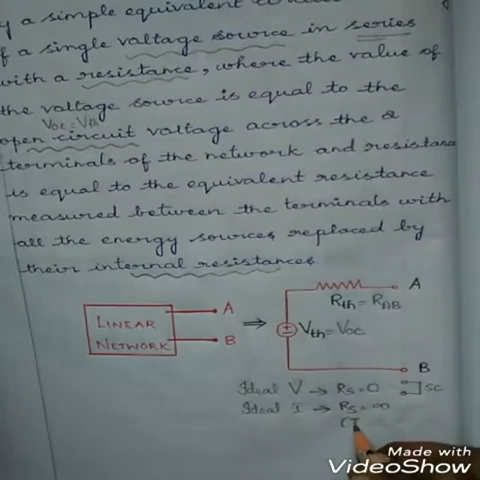 y a simple equivalent
f a single voltage source in series
with a resistance, where the value of
the voltage source is equal to the
Voc = Vth
open circuit voltage across the 2
terminals of the network and resistan
is equal to the equivalent resistance
measured between the terminals with
all the energy sources replaced by
their internal resistances
A
LINEAR
NETWORK
B
⇒
A
Rth = RAB
Vth = Voc
B
Ideal V → Rs = 0 SC
Ideal I → Rs = ∞
Made with
VideoShow